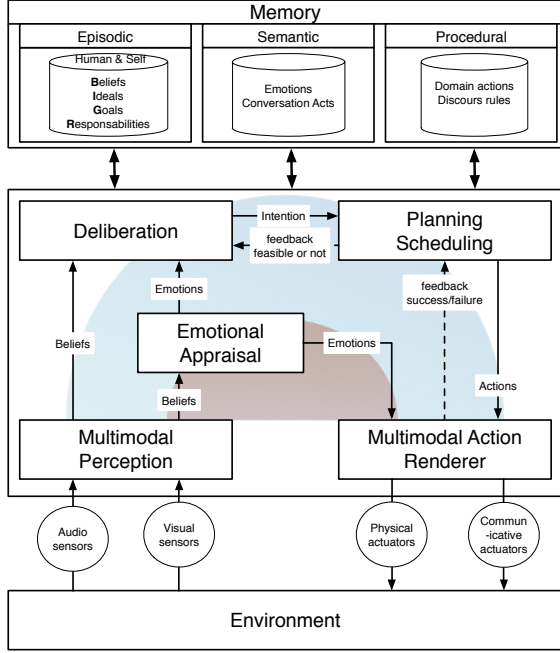 Memory
Episodic
Semantic
Procedural
Human & Self
Beliefs
Ideals
Goals
Responsabilities
Emotions
Conversation Acts
Domain actions
Discours rules
Deliberation
Intention
feedback
feasible or not
Planning
Scheduling
Emotions
feedback
success/failure
Emotional
Appraisal
Emotions
Beliefs
Beliefs
Actions
Multimodal
Perception
Multimodal Action
Renderer
Audio
sensors
Visual
sensors
Physical
actuators
Commun
-icative
actuators
Environment